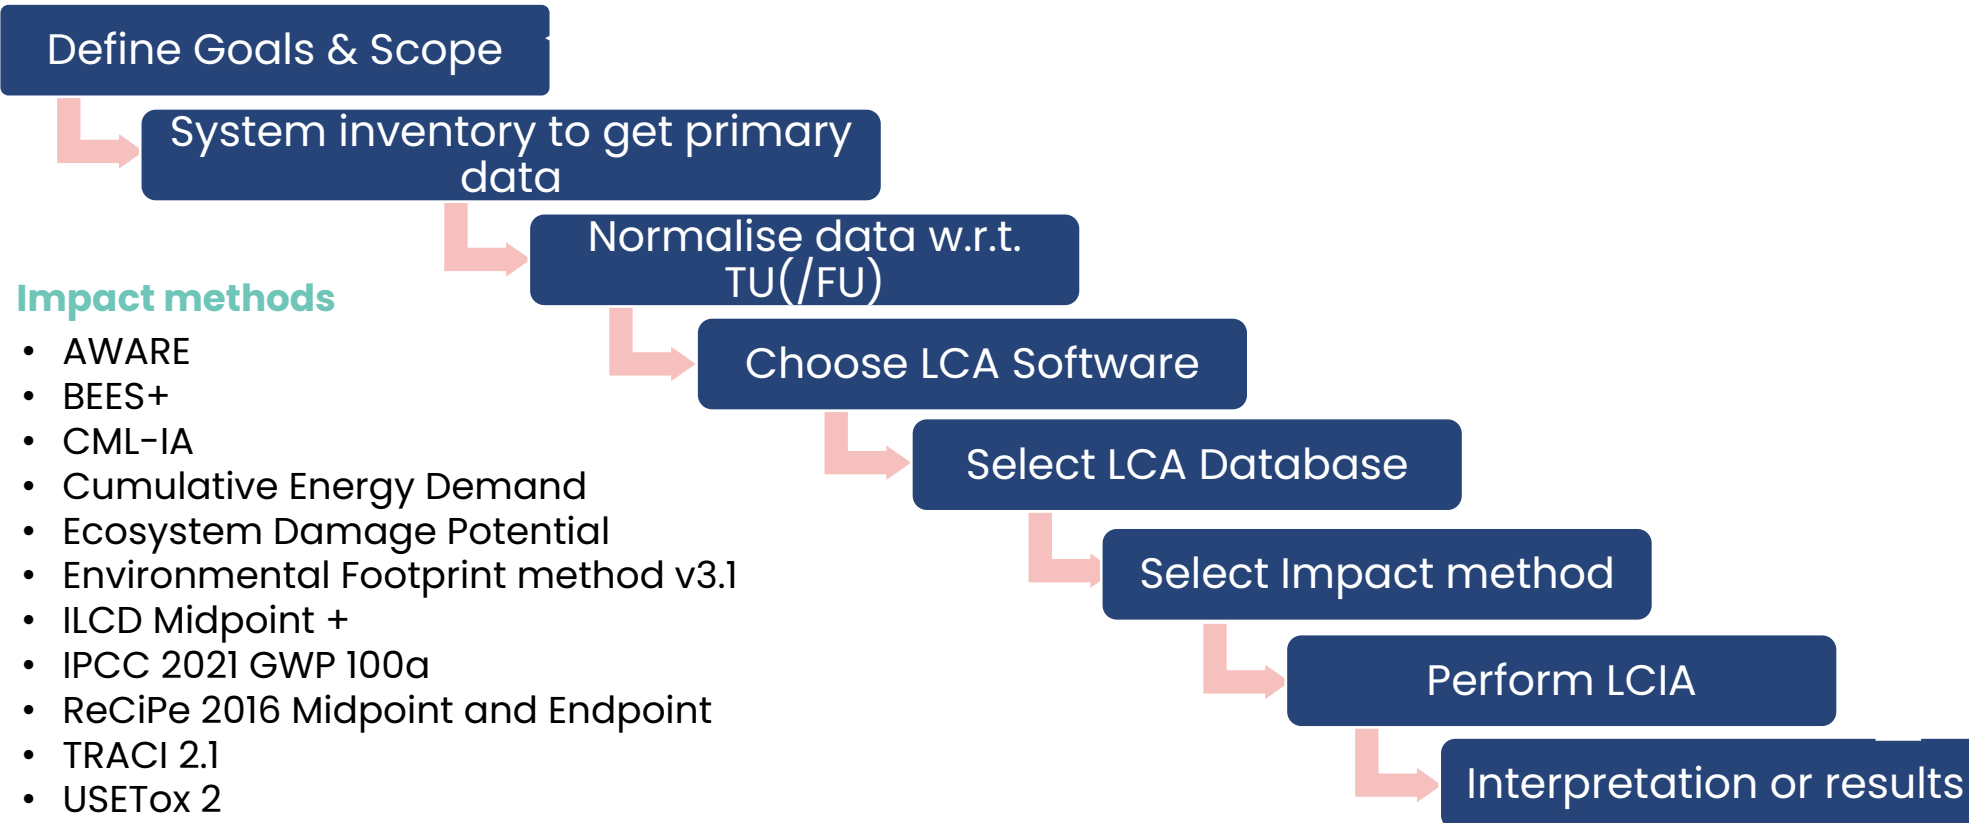 Define Goals & Scope
System inventory to get primary
data
Normalise data w.r.t.
TU(/FU)
Choose LCA Software
Select LCA Database
Select Impact method
Perform LCIA
Interpretation or results
Impact methods
• AWARE
• BEES+
• CML-IA
• Cumulative Energy Demand
• Ecosystem Damage Potential
• Environmental Footprint method v3.1
• ILCD Midpoint +
• IPCC 2021 GWP 100a
• ReCiPe 2016 Midpoint and Endpoint
• TRACI 2.1
• USETox 2